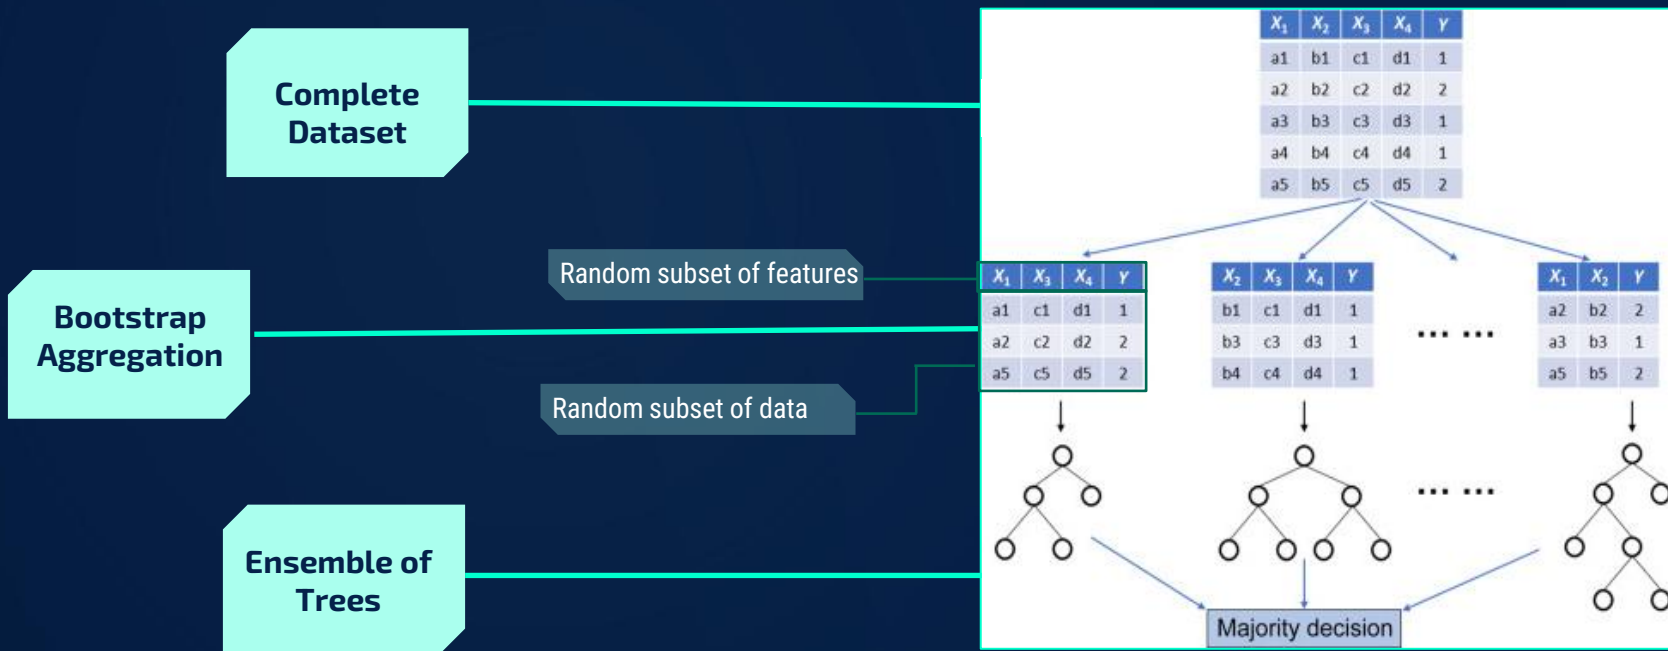 Complete
Dataset
X₁ X₂ X₃ X₄ Y
a1 b1 c1 d1 1
a2 b2 c2 d2 2
a3 b3 c3 d3 1
a4 b4 c4 d4 1
a5 b5 c5 d5 2
Bootstrap
Aggregation
Random subset of features
Random subset of data
X₁ X₃ X₄ Y
a1 c1 d1 1
a2 c2 d2 2
a5 c5 d5 2
X₂ X₃ X₄ Y
b1 c1 d1 1
b3 c3 d3 1
b4 c4 d4 1
... ...
X₁ X₂ Y
a2 b2 2
a3 b3 1
a5 b5 2
... ...
Ensemble of
Trees
Majority decision